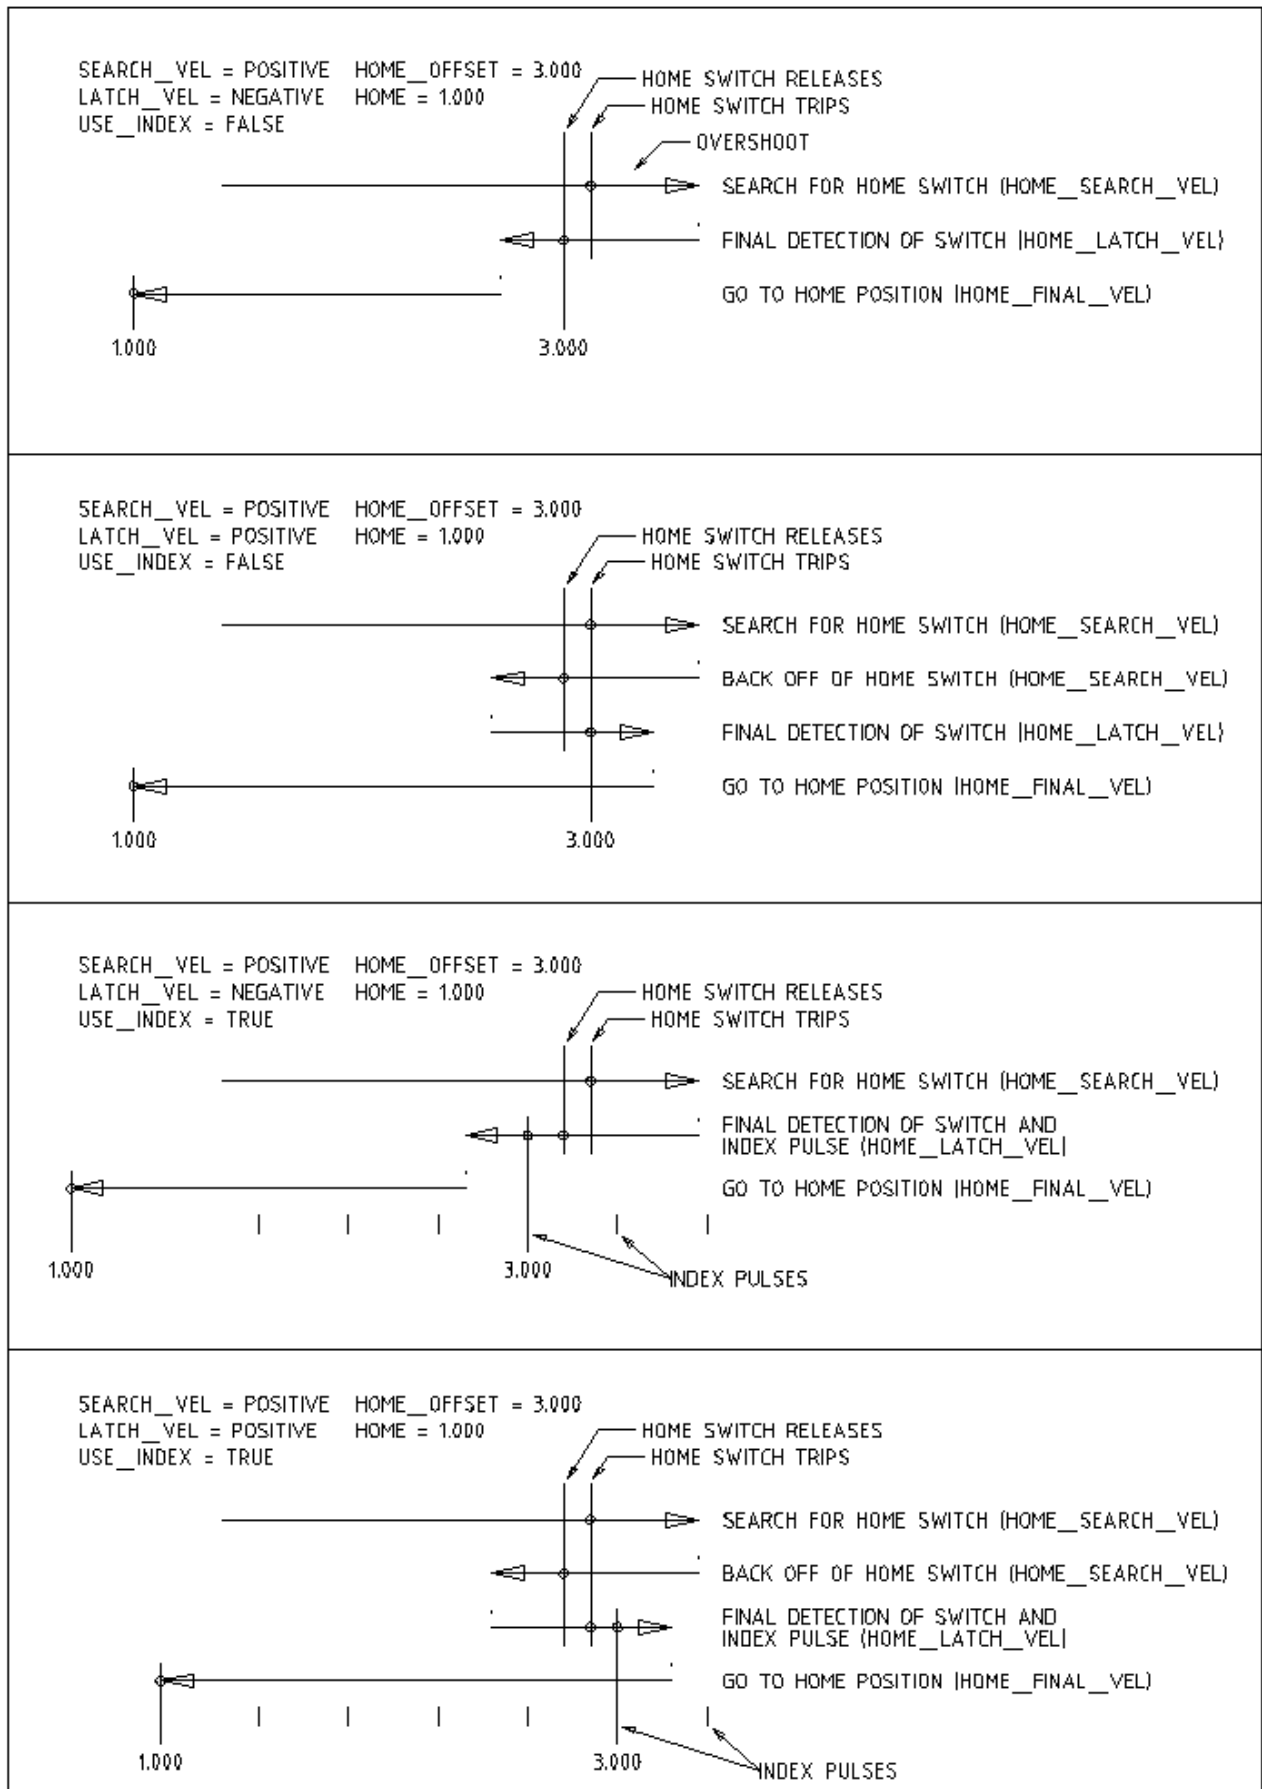 SEARCH_VEL = POSITIVE HOME_OFFSET = 3.000
LATCH_VEL = NEGATIVE HOME = 1.000
USE_INDEX = FALSE
HOME SWITCH RELEASES
HOME SWITCH TRIPS
OVERSHOOT
SEARCH FOR HOME SWITCH (HOME_SEARCH_VEL)
FINAL DETECTION OF SWITCH (HOME_LATCH_VEL)
GO TO HOME POSITION (HOME_FINAL_VEL)
1.000 3.000
SEARCH_VEL = POSITIVE HOME_OFFSET = 3.000
LATCH_VEL = POSITIVE HOME = 1.000
USE_INDEX = FALSE
HOME SWITCH RELEASES
HOME SWITCH TRIPS
SEARCH FOR HOME SWITCH (HOME_SEARCH_VEL)
BACK OFF OF HOME SWITCH (HOME_SEARCH_VEL)
FINAL DETECTION OF SWITCH (HOME_LATCH_VEL)
GO TO HOME POSITION (HOME_FINAL_VEL)
1.000 3.000
SEARCH_VEL = POSITIVE HOME_OFFSET = 3.000
LATCH_VEL = NEGATIVE HOME = 1.000
USE_INDEX = TRUE
HOME SWITCH RELEASES
HOME SWITCH TRIPS
SEARCH FOR HOME SWITCH (HOME_SEARCH_VEL)
FINAL DETECTION OF SWITCH AND
INDEX PULSE (HOME_LATCH_VEL)
GO TO HOME POSITION (HOME_FINAL_VEL)
1.000 3.000
INDEX PULSES
SEARCH_VEL = POSITIVE HOME_OFFSET = 3.000
LATCH_VEL = POSITIVE HOME = 1.000
USE_INDEX = TRUE
HOME SWITCH RELEASES
HOME SWITCH TRIPS
SEARCH FOR HOME SWITCH (HOME_SEARCH_VEL)
BACK OFF OF HOME SWITCH (HOME_SEARCH_VEL)
FINAL DETECTION OF SWITCH AND
INDEX PULSE (HOME_LATCH_VEL)
GO TO HOME POSITION (HOME_FINAL_VEL)
1.000 3.000
INDEX PULSES